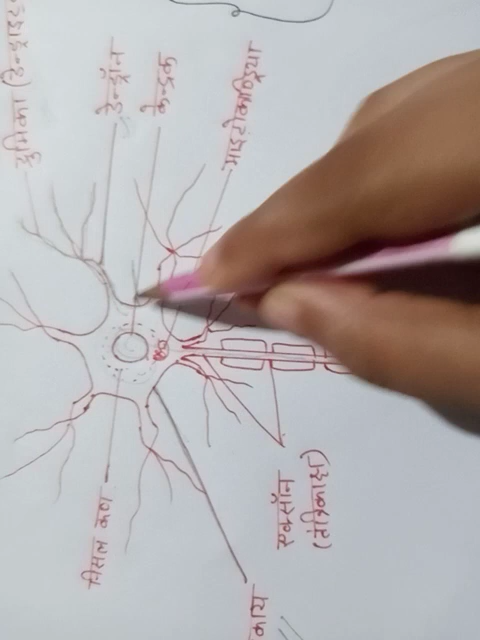 द्रुमिका (डेन्ड्राइट
डेन्ड्रॉन
केन्द्रक
माइटोकाण्ड्रिया
निसल कण
एक्सॉन
(तंत्रिकाक्ष)
काय